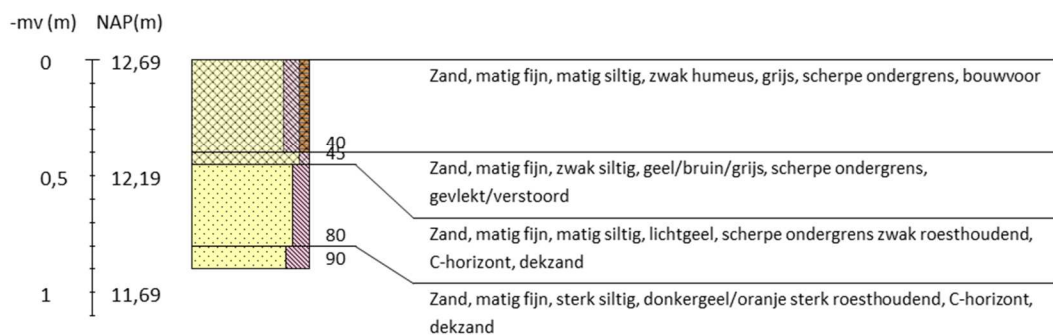 -mv (m) NAP(m)
0 12,69
Zand, matig fijn, matig siltig, zwak humeus, grijs, scherpe ondergrens, bouwvoor
40
45
Zand, matig fijn, zwak siltig, geel/bruin/grijs, scherpe ondergrens,
gevlekt/verstoord
0,5 12,19
80
Zand, matig fijn, matig siltig, lichtgeel, scherpe ondergrens zwak roesthoudend,
C-horizont, dekzand
90
1 11,69
Zand, matig fijn, sterk siltig, donkergeel/oranje sterk roesthoudend, C-horizont,
dekzand